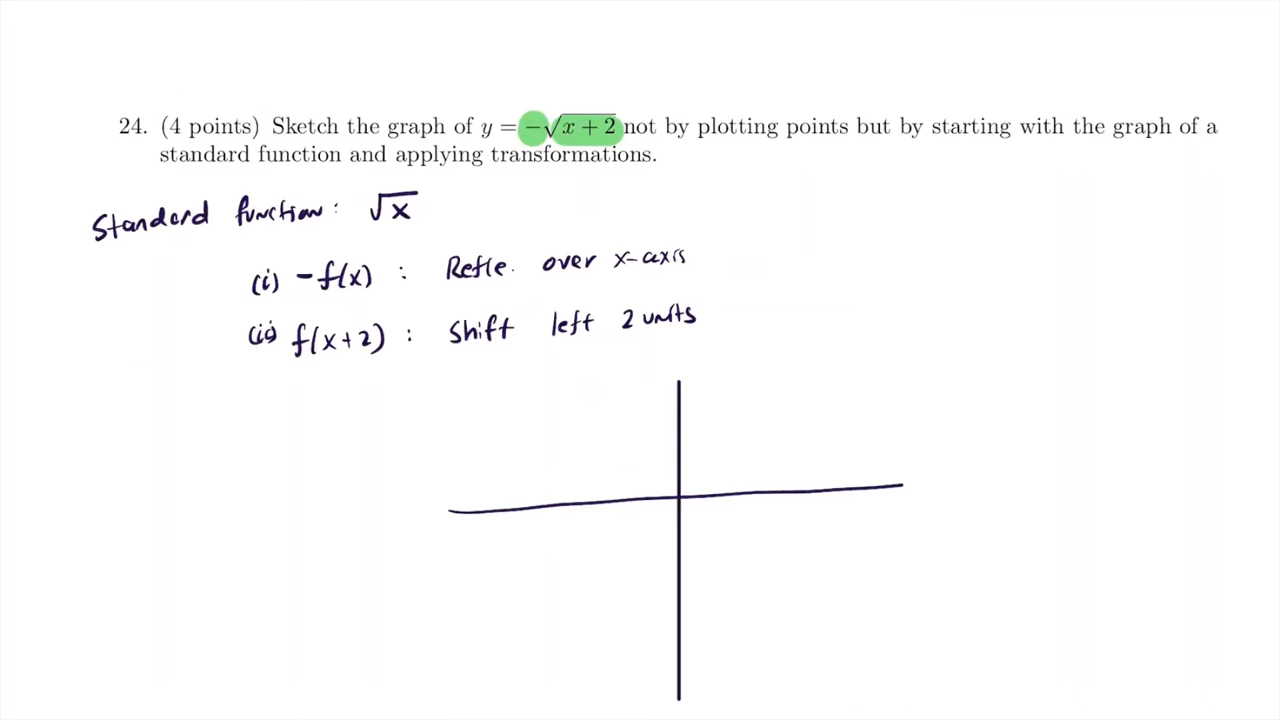 24. (4 points) Sketch the graph of y = −√x + 2 not by plotting points but by starting with the graph of a
standard function and applying transformations.
Standard function: √x
(i) −f(x) : Refle. over x-axis
(ii) f(x+2) : Shift left 2 units